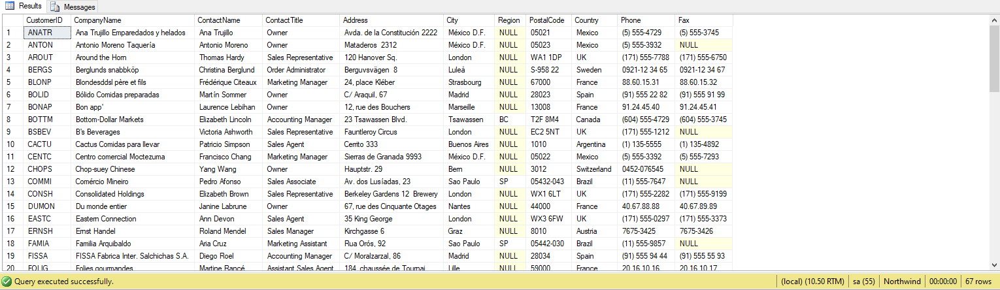 Results Messages
CustomerID CompanyName ContactName ContactTitle Address City Region PostalCode Country Phone Fax
1 ANATR Ana Trujillo Emparedados y helados Ana Trujillo Owner Avda. de la Constitución 2222 México D.F. NULL 05021 Mexico (5) 555-4729 (5) 555-3745
2 ANTON Antonio Moreno Taquería Antonio Moreno Owner Mataderos 2312 México D.F. NULL 05023 Mexico (5) 555-3932 NULL
3 AROUT Around the Horn Thomas Hardy Sales Representative 120 Hanover Sq. London NULL WA1 1DP UK (171) 555-7788 (171) 555-6750
4 BERGS Berglunds snabbköp Christina Berglund Order Administrator Berguvsvägen 8 Luleå NULL S-958 22 Sweden 0921-12 34 65 0921-12 34 67
5 BLONP Blondesddsl père et fils Frédérique Citeaux Marketing Manager 24, place Kléber Strasbourg NULL 67000 France 88.60.15.31 88.60.15.32
6 BOLID Bólido Comidas preparadas Martín Sommer Owner C/ Araquil, 67 Madrid NULL 28023 Spain (91) 555 22 82 (91) 555 91 99
7 BONAP Bon app' Laurence Lebihan Owner 12, rue des Bouchers Marseille NULL 13008 France 91.24.45.40 91.24.45.41
8 BOTTM Bottom-Dollar Markets Elizabeth Lincoln Accounting Manager 23 Tsawassen Blvd. Tsawassen BC T2F 8M4 Canada (604) 555-4729 (604) 555-3745
9 BSBEV B's Beverages Victoria Ashworth Sales Representative Fauntleroy Circus London NULL EC2 5NT UK (171) 555-1212 NULL
10 CACTU Cactus Comidas para llevar Patricio Simpson Sales Agent Cerrito 333 Buenos Aires NULL 1010 Argentina (1) 135-5555 (1) 135-4892
11 CENTC Centro comercial Moctezuma Francisco Chang Marketing Manager Sierras de Granada 9993 México D.F. NULL 05022 Mexico (5) 555-3392 (5) 555-7293
12 CHOPS Chop-suey Chinese Yang Wang Owner Hauptstr. 29 Bern NULL 3012 Switzerland 0452-076545 NULL
13 COMMI Comércio Mineiro Pedro Afonso Sales Associate Av. dos Lusíadas, 23 Sao Paulo SP 05432-043 Brazil (11) 555-7647 NULL
14 CONSH Consolidated Holdings Elizabeth Brown Sales Representative Berkeley Gardens 12 Brewery London NULL WX1 6LT UK (171) 555-2282 (171) 555-9199
15 DUMON Du monde entier Janine Labrune Owner 67, rue des Cinquante Otages Nantes NULL 44000 France 40.67.88.88 40.67.89.89
16 EASTC Eastern Connection Ann Devon Sales Agent 35 King George London NULL WX3 6FW UK (171) 555-0297 (171) 555-3373
17 ERNSH Ernst Handel Roland Mendel Sales Manager Kirchgasse 6 Graz NULL 8010 Austria 7675-3425 7675-3426
18 FAMIA Familia Arquibaldo Aria Cruz Marketing Assistant Rua Orós, 92 Sao Paulo SP 05442-030 Brazil (11) 555-9857 NULL
19 FISSA FISSA Fabrica Inter. Salchichas S.A. Diego Roel Accounting Manager C/ Moralzarzal, 86 Madrid NULL 28034 Spain (91) 555 94 44 (91) 555 55 93
20 FOLIG Folies gourmandes Martine Rancé Assistant Sales Agent 184, chaussée de Tournai Lille NULL 59000 France 20.16.10.16 20.16.10.17
Query executed successfully. (local) (10.50 RTM) sa (55) Northwind 00:00:00 67 rows